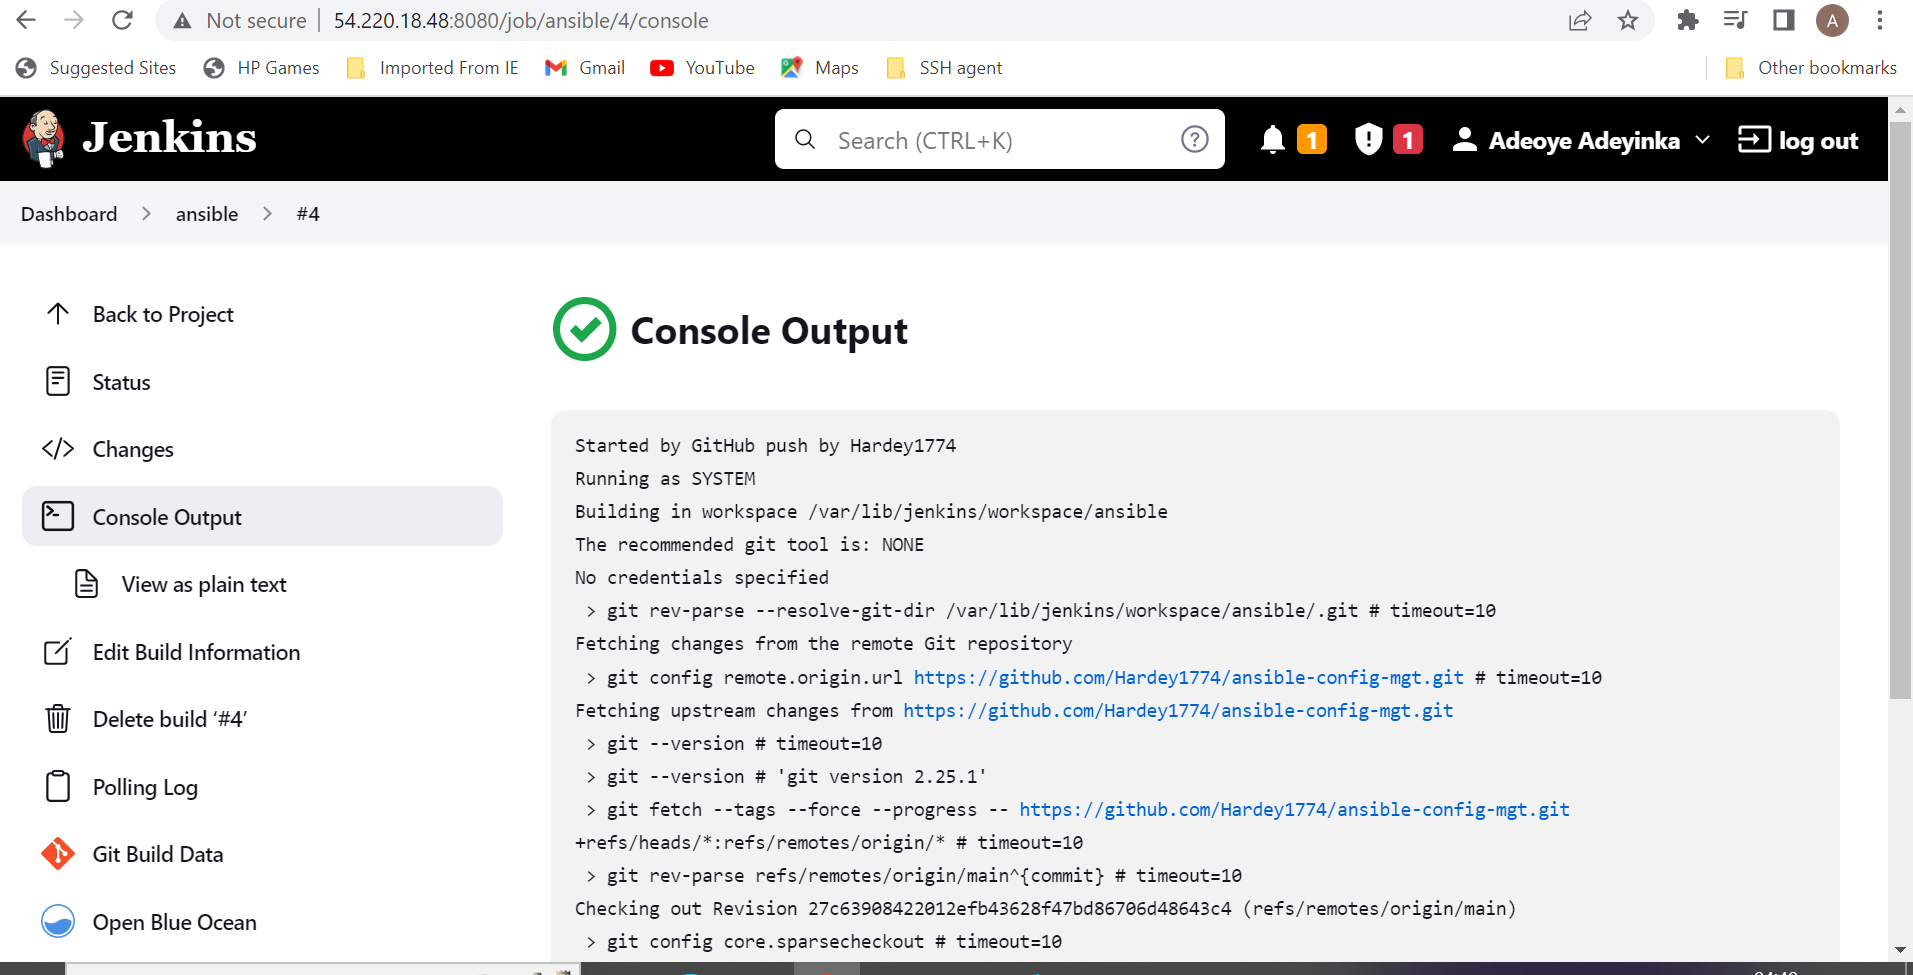 Not secure 54.220.18.48:8080/job/ansible/4/console A
Suggested Sites HP Games Imported From IE Gmail YouTube Maps SSH agent Other bookmarks
Jenkins Search (CTRL+K) ? 1 1 Adeoye Adeyinka log out
Dashboard ansible #4
Back to Project
Status
Changes
Console Output
View as plain text
Edit Build Information
Delete build ‘#4’
Polling Log
Git Build Data
Open Blue Ocean
Console Output
Started by GitHub push by Hardey1774
Running as SYSTEM
Building in workspace /var/lib/jenkins/workspace/ansible
The recommended git tool is: NONE
No credentials specified
> git rev-parse --resolve-git-dir /var/lib/jenkins/workspace/ansible/.git # timeout=10
Fetching changes from the remote Git repository
> git config remote.origin.url https://github.com/Hardey1774/ansible-config-mgt.git # timeout=10
Fetching upstream changes from https://github.com/Hardey1774/ansible-config-mgt.git
> git --version # timeout=10
> git --version # 'git version 2.25.1'
> git fetch --tags --force --progress -- https://github.com/Hardey1774/ansible-config-mgt.git
+refs/heads/*:refs/remotes/origin/* # timeout=10
> git rev-parse refs/remotes/origin/main^{commit} # timeout=10
Checking out Revision 27c63908422012efb43628f47bd86706d48643c4 (refs/remotes/origin/main)
> git config core.sparsecheckout # timeout=10